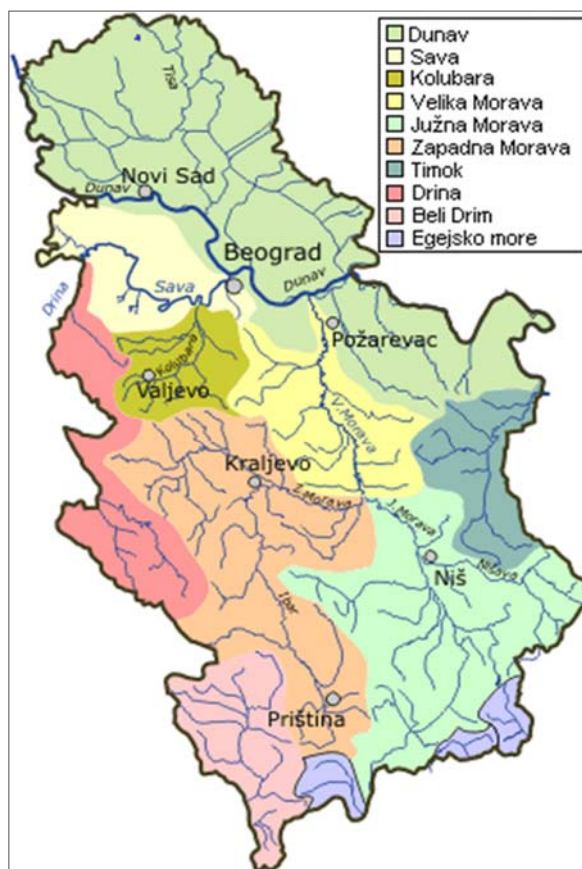 Dunav
Sava
Kolubara
Velika Morava
Južna Morava
Zapadna Morava
Timok
Drina
Beli Drim
Egejsko more
Tisa
Novi Sad
Dunav
Beograd
Dunav
Sava
Drina
Požarevac
Kolubara
Valjevo
V.Morava
Kraljevo
Z.Morava
J.Morava
Niš
Nišava
Ibar
Priština